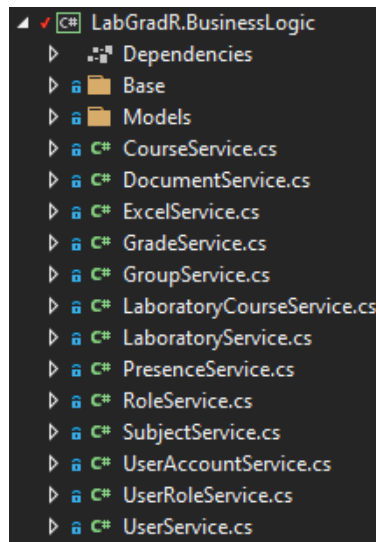 C# LabGradR.BusinessLogic
Dependencies
Base
Models
C# CourseService.cs
C# DocumentService.cs
C# ExcelService.cs
C# GradeService.cs
C# GroupService.cs
C# LaboratoryCourseService.cs
C# LaboratoryService.cs
C# PresenceService.cs
C# RoleService.cs
C# SubjectService.cs
C# UserAccountService.cs
C# UserRoleService.cs
C# UserService.cs